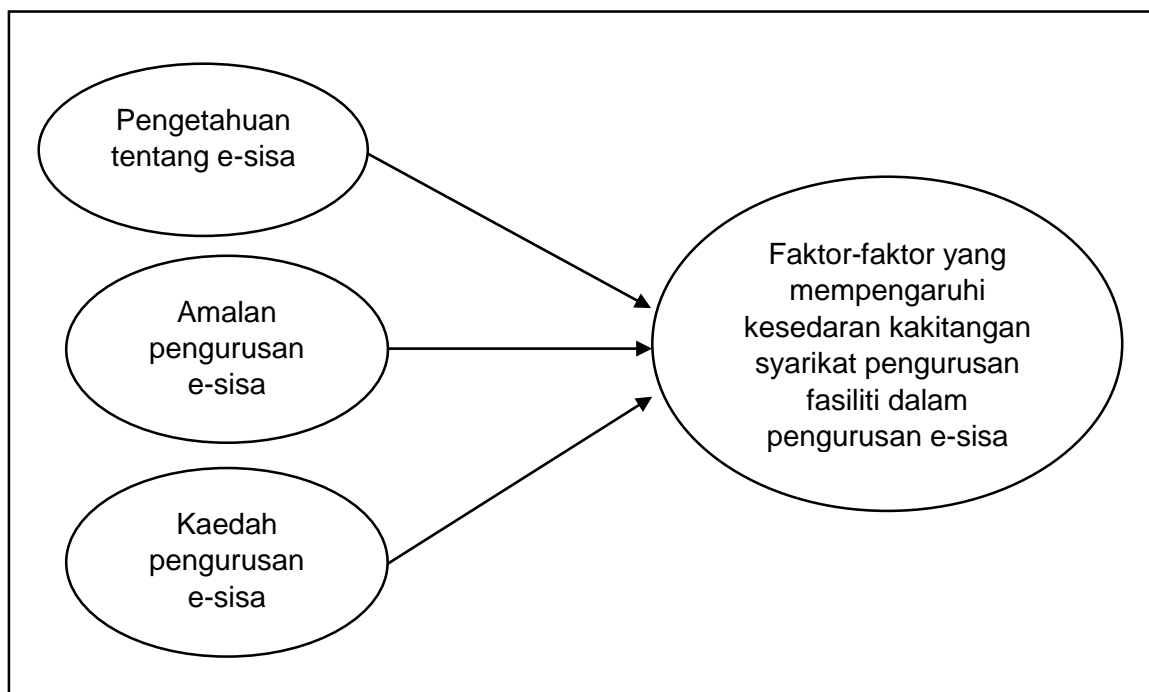 Pengetahuan
tentang e-sisa
Amalan
pengurusan
e-sisa
Kaedah
pengurusan
e-sisa
Faktor-faktor yang
mempengaruhi
kesedaran kakitangan
syarikat pengurusan
fasiliti dalam
pengurusan e-sisa